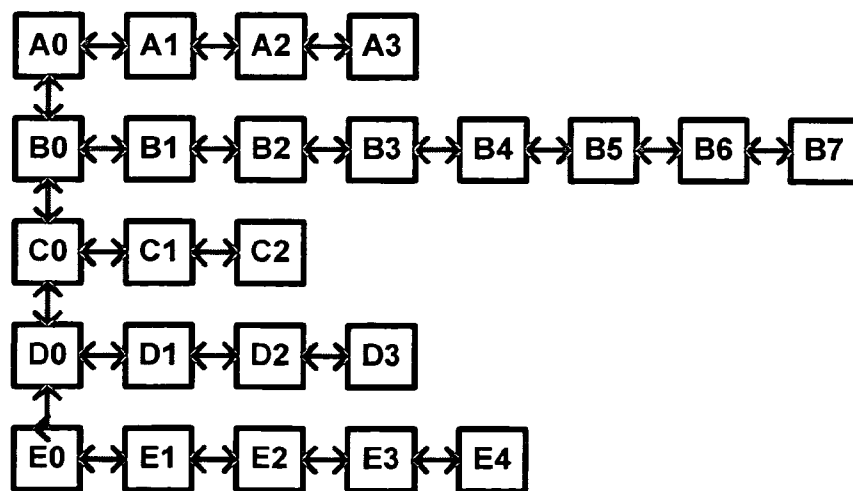 A0 A1 A2 A3
B0 B1 B2 B3 B4 B5 B6 B7
C0 C1 C2
D0 D1 D2 D3
E0 E1 E2 E3 E4